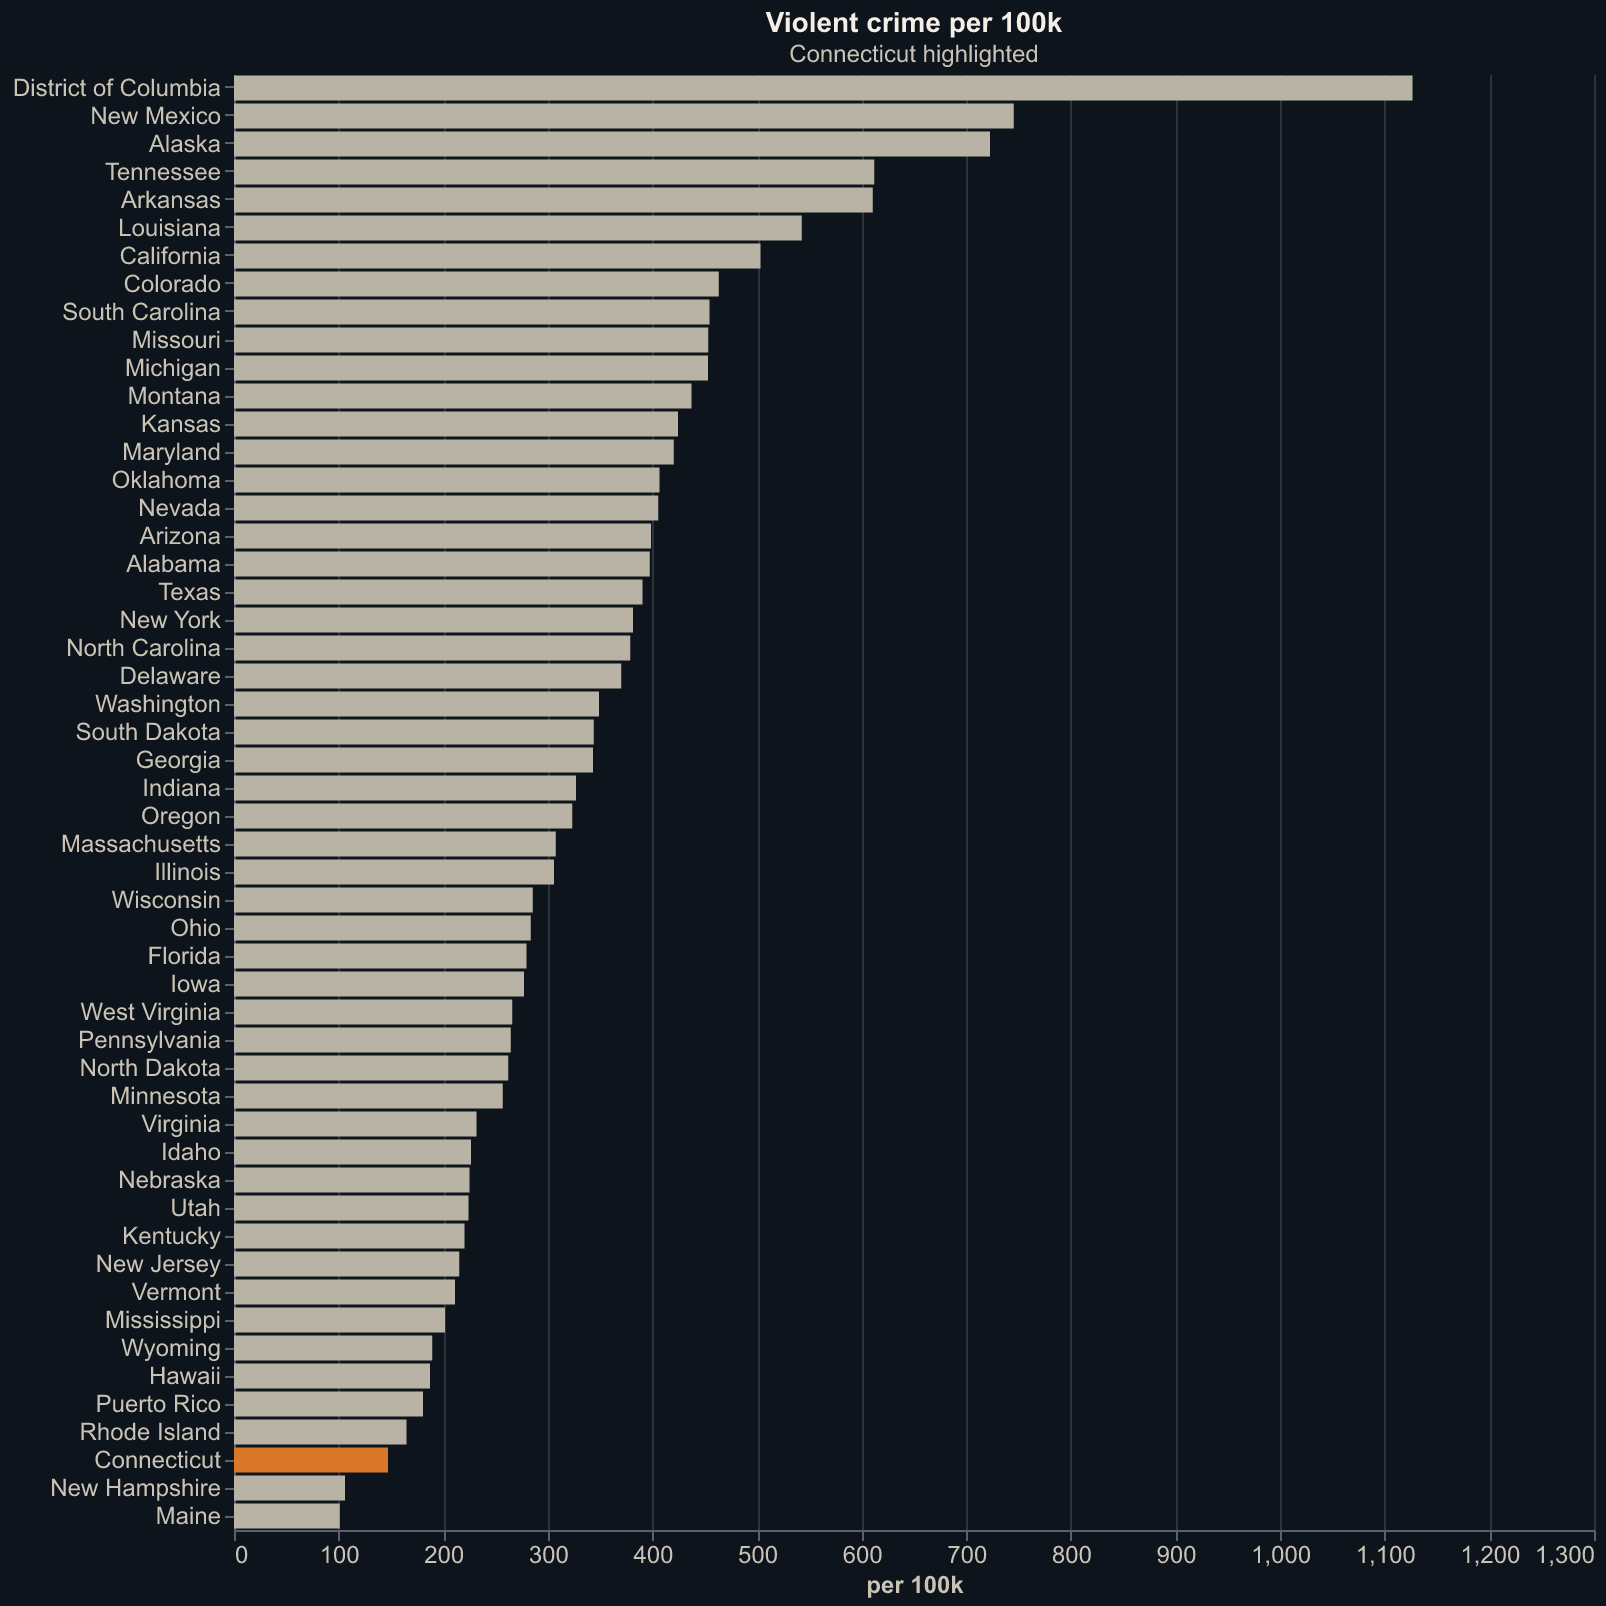 Violent crime per 100k
Connecticut highlighted
District of Columbia
New Mexico
Alaska
Tennessee
Arkansas
Louisiana
California
Colorado
South Carolina
Missouri
Michigan
Montana
Kansas
Maryland
Oklahoma
Nevada
Arizona
Alabama
Texas
New York
North Carolina
Delaware
Washington
South Dakota
Georgia
Indiana
Oregon
Massachusetts
Illinois
Wisconsin
Ohio
Florida
Iowa
West Virginia
Pennsylvania
North Dakota
Minnesota
Virginia
Idaho
Nebraska
Utah
Kentucky
New Jersey
Vermont
Mississippi
Wyoming
Hawaii
Puerto Rico
Rhode Island
Connecticut
New Hampshire
Maine
0 100 200 300 400 500 600 700 800 900 1,000 1,100 1,200 1,300
per 100k